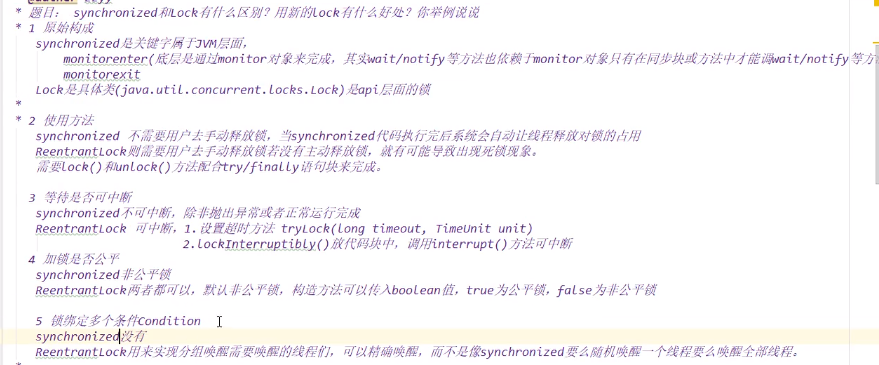 * 题目： synchronized和Lock有什么区别？用新的lock有什么好处？你举例说说
* 1 原始构成
synchronized是关键字属于JVM层面，
monitorenter(底层是通过monitor对象来完成，其实wait/notify等方法也依赖于monitor对象只有在同步块或方法中才能调wait/notify等方
monitorexit
Lock是具体类(java.util.concurrent.locks.Lock)是api层面的锁
*
* 2 使用方法
synchronized 不需要用户去手动释放锁，当synchronized代码执行完后系统会自动让线程释放对锁的占用
ReentrantLock则需要用户去手动释放锁若没有主动释放锁，就有可能导致出现死锁现象。
需要lock()和unlock()方法配合try/finally语句块来完成。
3 等待是否可中断
synchronized不可中断，除非抛出异常或者正常运行完成
ReentrantLock 可中断，1.设置超时方法 tryLock(long timeout, TimeUnit unit)
2.lockInterruptibly()放代码块中，调用interrupt()方法可中断
4 加锁是否公平
synchronized非公平锁
ReentrantLock两者都可以，默认非公平锁，构造方法可以传入boolean值，true为公平锁，false为非公平锁
5 锁绑定多个条件Condition
synchronized没有
ReentrantLock用来实现分组唤醒需要唤醒的线程们，可以精确唤醒，而不是像synchronized要么随机唤醒一个线程要么唤醒全部线程。
*